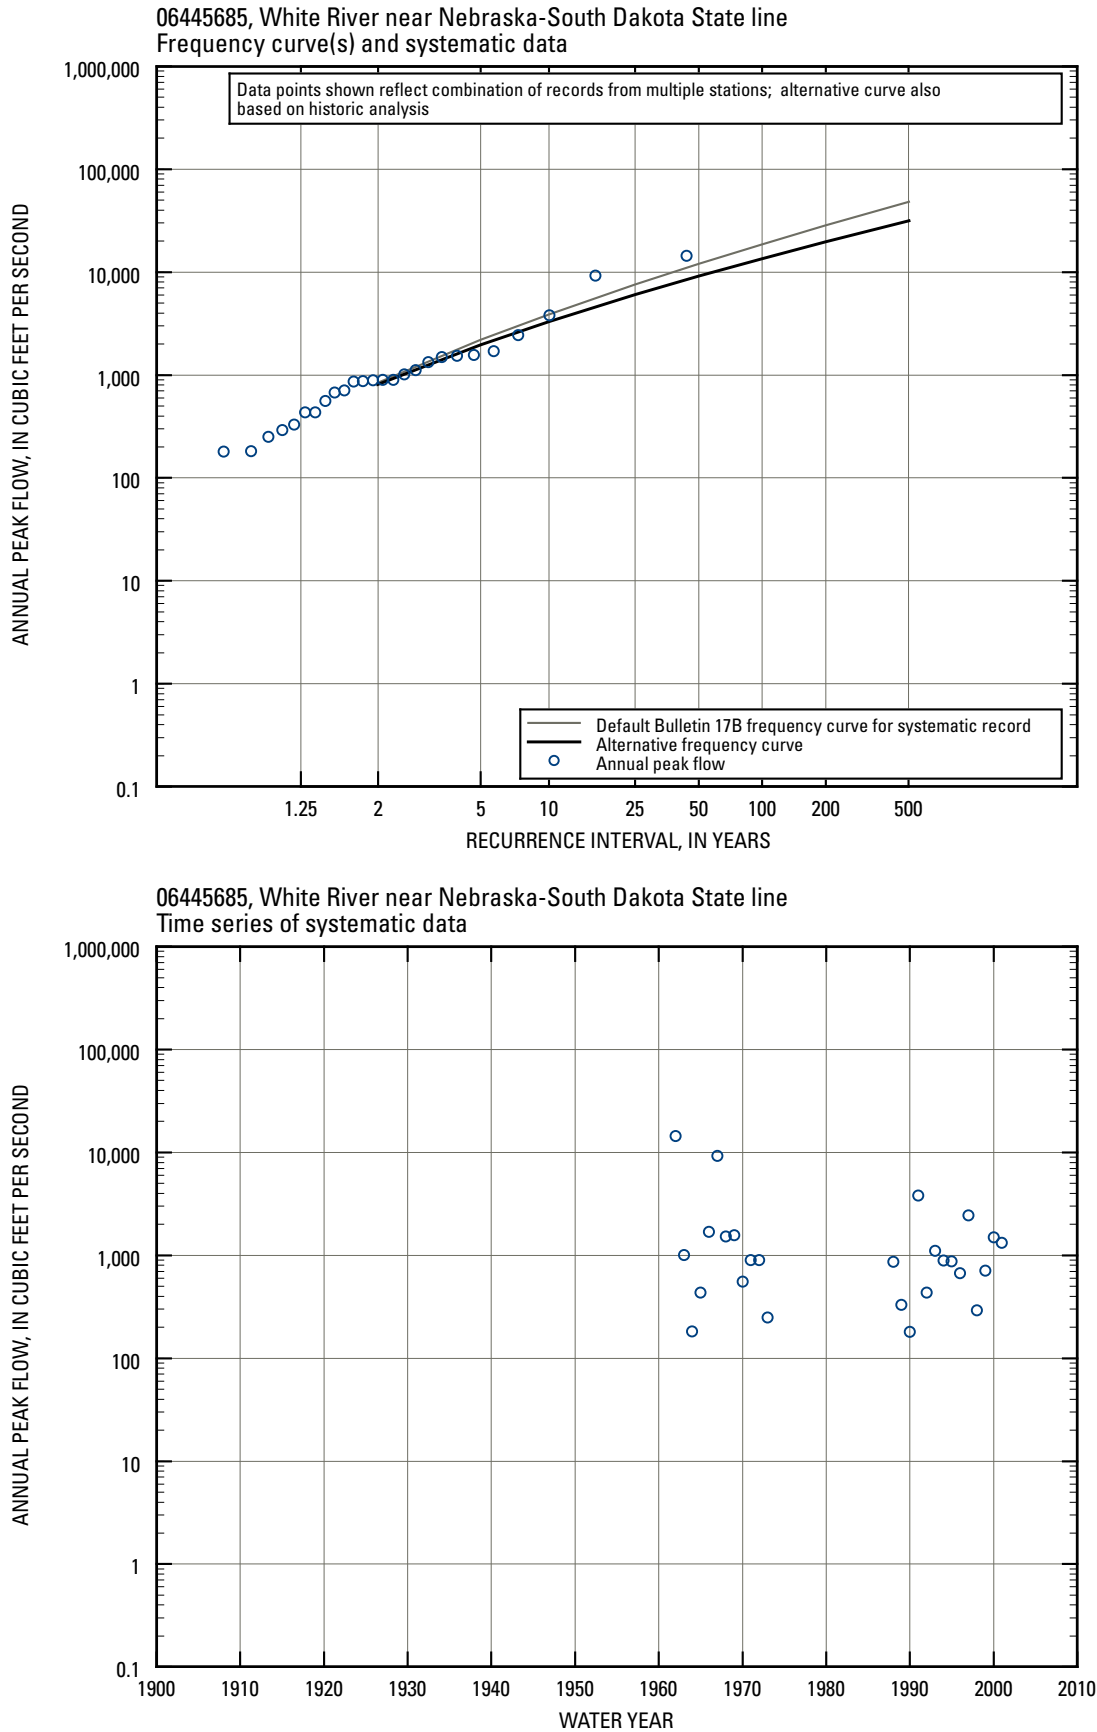 06445685, White River near Nebraska-South Dakota State line
Frequency curve(s) and systematic data
1,000,000
100,000
10,000
1,000
100
10
1
0.1
ANNUAL PEAK FLOW, IN CUBIC FEET PER SECOND
Data points shown reflect combination of records from multiple stations; alternative curve also
based on historic analysis
Default Bulletin 17B frequency curve for systematic record
Alternative frequency curve
Annual peak flow
1.25 2 5 10 25 50 100 200 500
RECURRENCE INTERVAL, IN YEARS
06445685, White River near Nebraska-South Dakota State line
Time series of systematic data
1,000,000
100,000
10,000
1,000
100
10
1
0.1
ANNUAL PEAK FLOW, IN CUBIC FEET PER SECOND
1900 1910 1920 1930 1940 1950 1960 1970 1980 1990 2000 2010
WATER YEAR